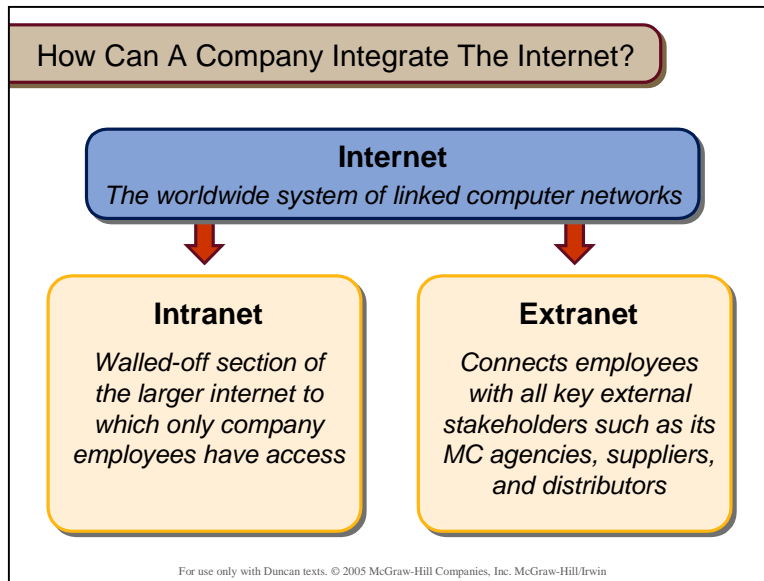 How Can A Company Integrate The Internet?
Internet
The worldwide system of linked computer networks
Intranet
Walled-off section of
the larger internet to
which only company
employees have access
Extranet
Connects employees
with all key external
stakeholders such as its
MC agencies, suppliers,
and distributors
For use only with Duncan texts. © 2005 McGraw-Hill Companies, Inc. McGraw-Hill/Irwin